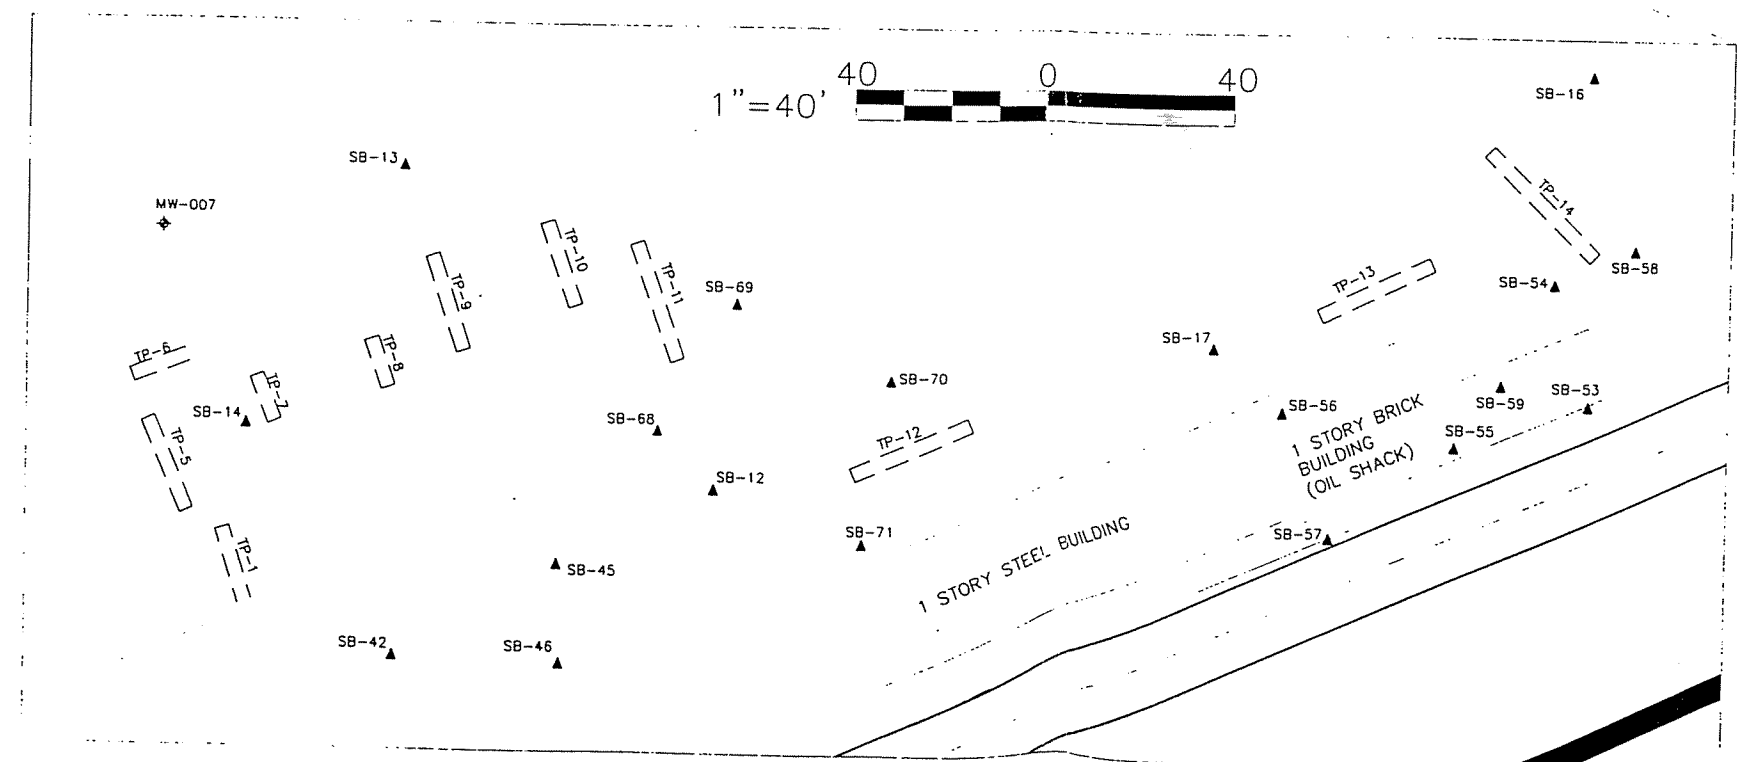 40 0 40
1"=40'
SB-16
SB-13
MW-007
TP-14
TP-10
TP-9
TP-11
SB-69
TP-13
SB-54
SB-58
TP-6
TP-8
TP-7
SB-17
SB-14
SB-70
SB-68
SB-56
SB-59
SB-53
TP-5
TP-12
1 STORY BRICK
BUILDING
(OIL SHACK)
SB-55
SB-12
TP-1
SB-71
SB-57
1 STORY STEEL BUILDING
SB-45
SB-42
SB-46